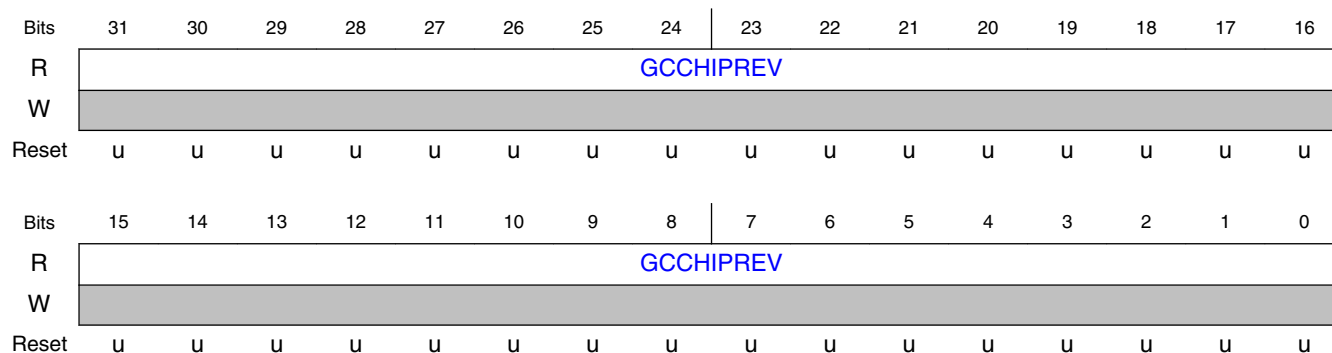 Bits 31 30 29 28 27 26 25 24 23 22 21 20 19 18 17 16
R GCCHIPREV
W
Reset u u u u u u u u u u u u u u u u
Bits 15 14 13 12 11 10 9 8 7 6 5 4 3 2 1 0
R GCCHIPREV
W
Reset u u u u u u u u u u u u u u u u